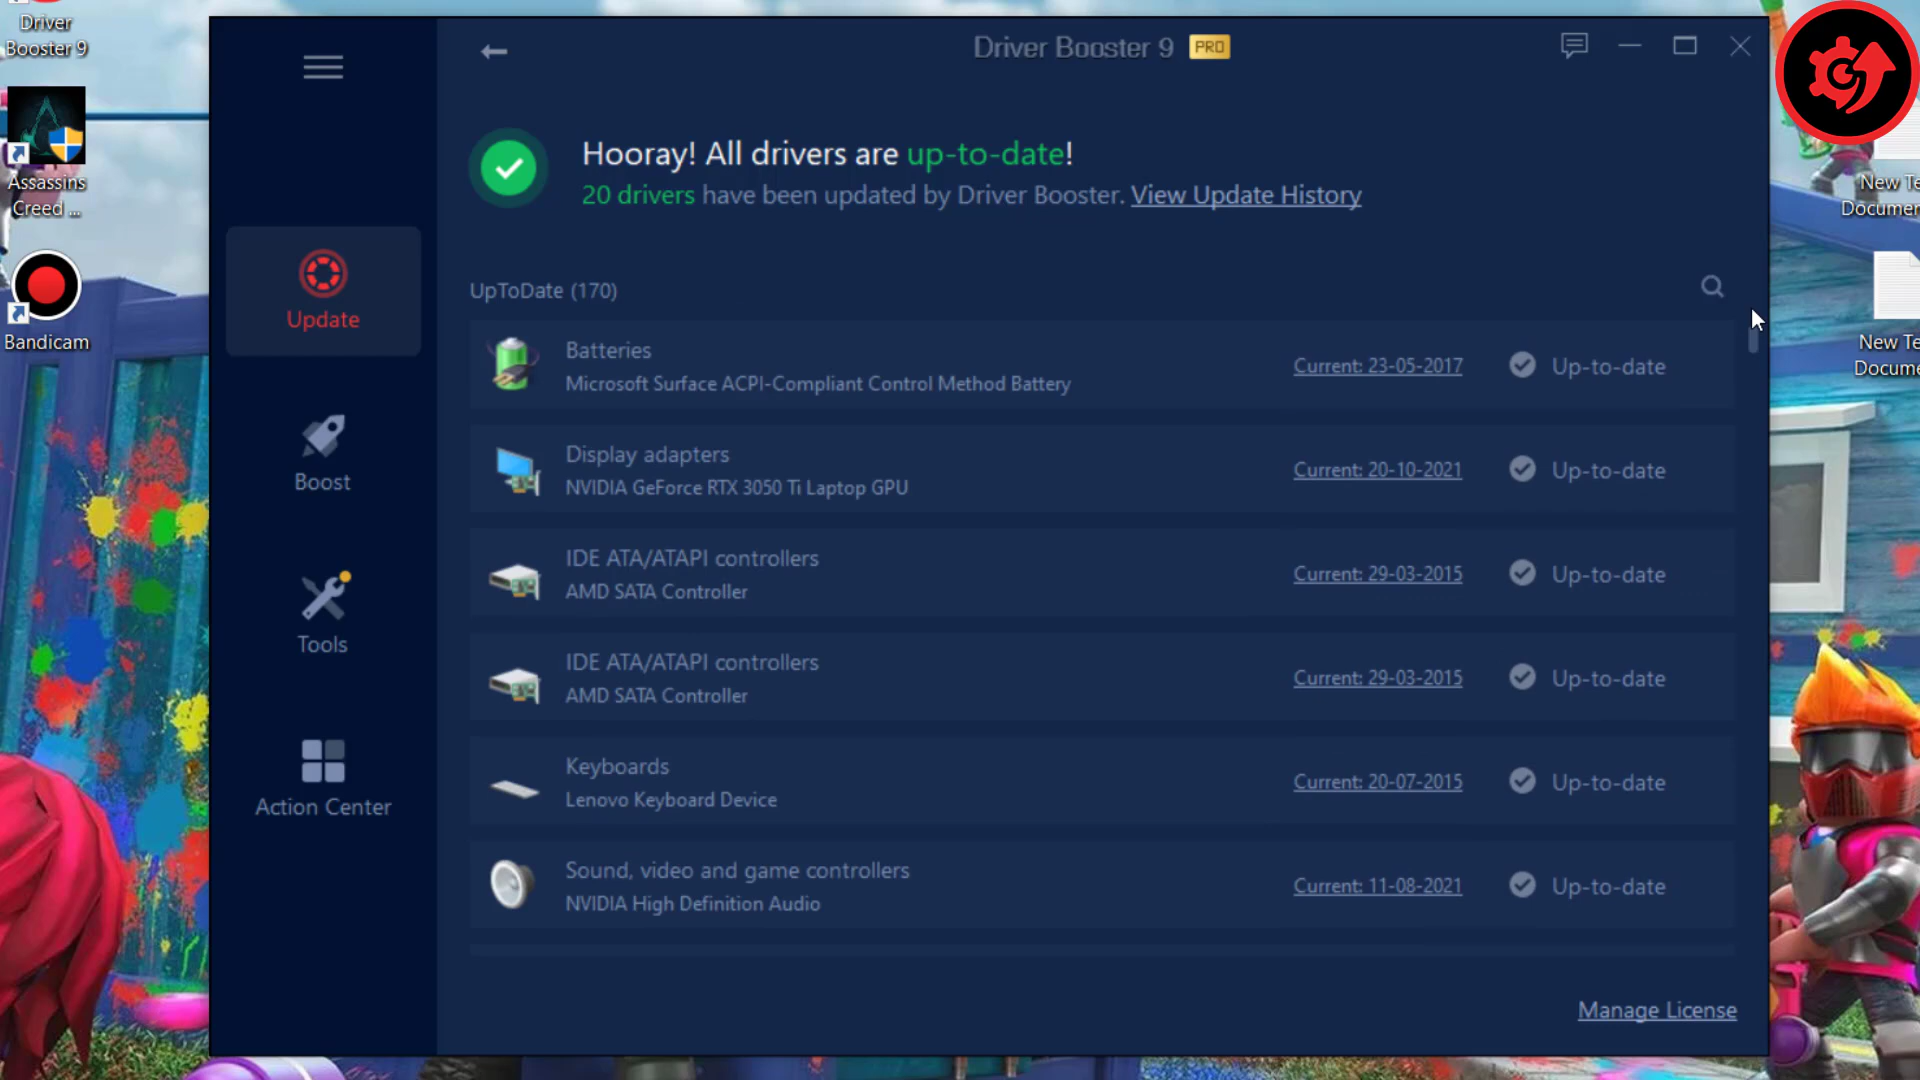 Driver
Booster 9
Assassins
Creed ...
Bandicam
Driver Booster 9 PRO
Hooray! All drivers are up-to-date!
20 drivers have been updated by Driver Booster. View Update History
Update
Boost
Tools
Action Center
UpToDate (170)
Batteries
Microsoft Surface ACPI-Compliant Control Method Battery
Current: 23-05-2017
Up-to-date
Display adapters
NVIDIA GeForce RTX 3050 Ti Laptop GPU
Current: 20-10-2021
Up-to-date
IDE ATA/ATAPI controllers
AMD SATA Controller
Current: 29-03-2015
Up-to-date
IDE ATA/ATAPI controllers
AMD SATA Controller
Current: 29-03-2015
Up-to-date
Keyboards
Lenovo Keyboard Device
Current: 20-07-2015
Up-to-date
Sound, video and game controllers
NVIDIA High Definition Audio
Current: 11-08-2021
Up-to-date
Manage License
New Te
Documen
New Te
Docume